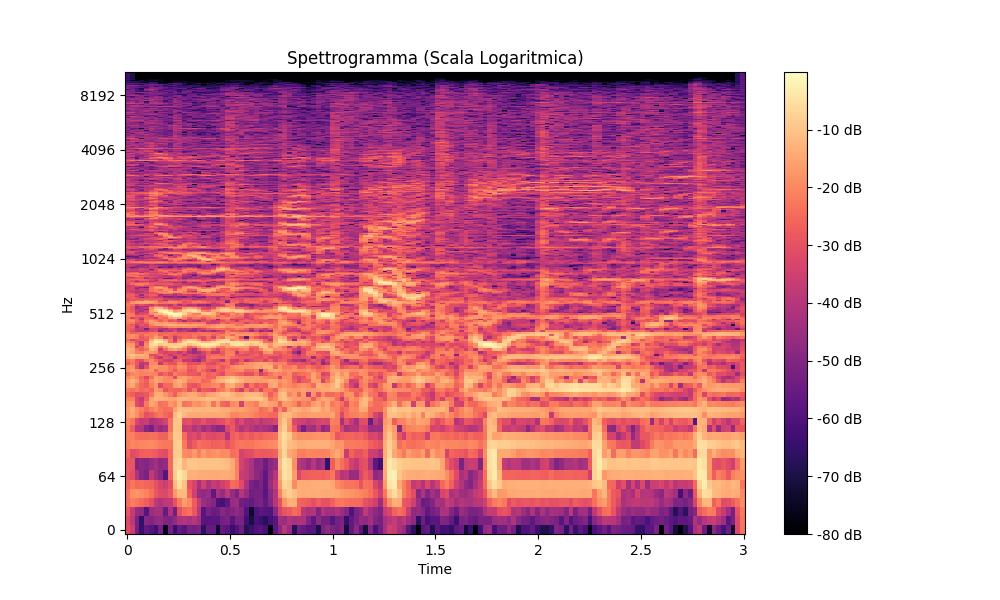 Spettrogramma (Scala Logaritmica)
8192
4096
2048
1024
512
256
128
64
0
Hz
0
0.5
1
1.5
2
2.5
3
Time
-10 dB
-20 dB
-30 dB
-40 dB
-50 dB
-60 dB
-70 dB
-80 dB